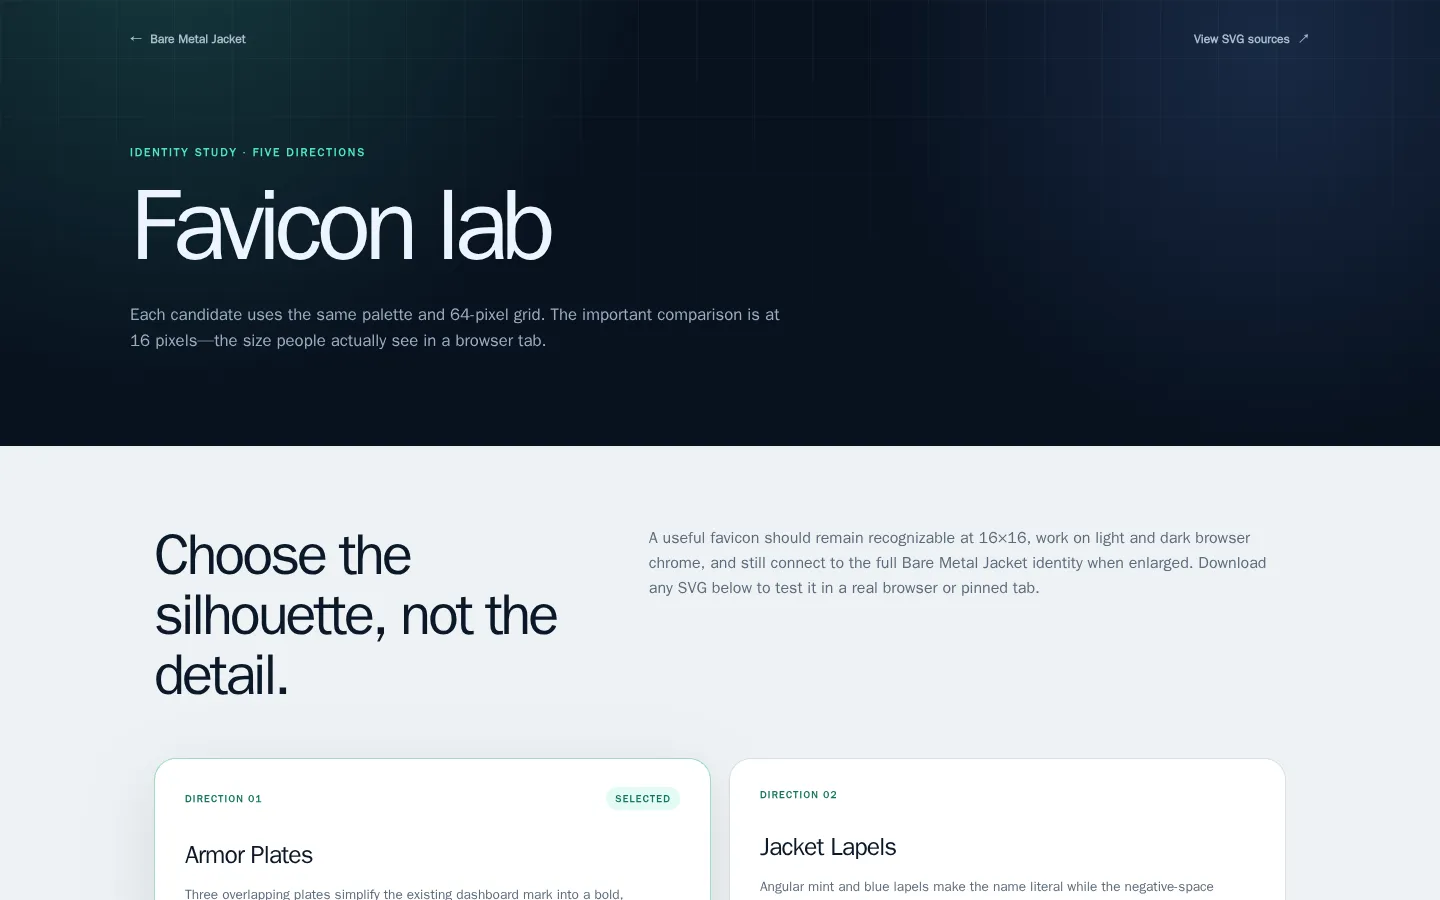 ← Bare Metal Jacket
View SVG sources ↗
IDENTITY STUDY · FIVE DIRECTIONS
Favicon lab
Each candidate uses the same palette and 64-pixel grid. The important comparison is at
16 pixels—the size people actually see in a browser tab.
Choose the
silhouette, not the
detail.
A useful favicon should remain recognizable at 16×16, work on light and dark browser
chrome, and still connect to the full Bare Metal Jacket identity when enlarged. Download
any SVG below to test it in a real browser or pinned tab.
DIRECTION 01
SELECTED
Armor Plates
Three overlapping plates simplify the existing dashboard mark into a bold,
DIRECTION 02
Jacket Lapels
Angular mint and blue lapels make the name literal while the negative-space